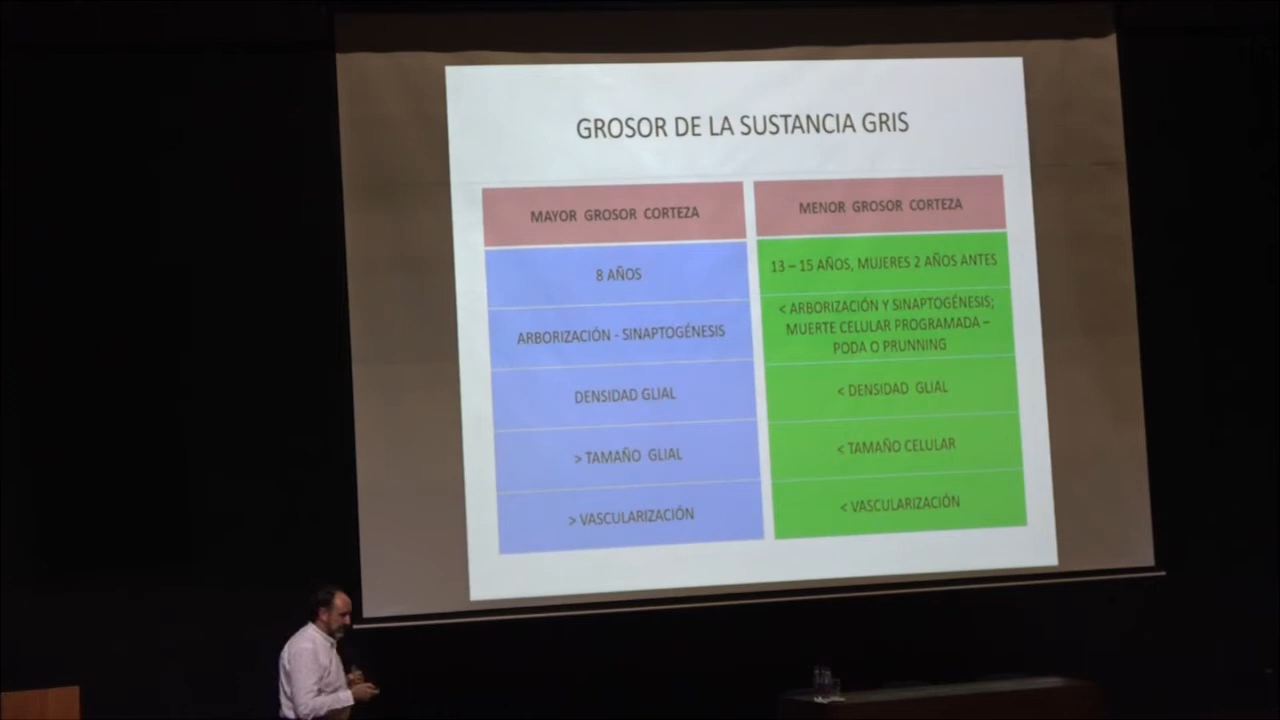 GROSOR DE LA SUSTANCIA GRIS
MAYOR GROSOR CORTEZA
8 AÑOS
ARBORIZACIÓN - SINAPTOGÉNESIS
DENSIDAD GLIAL
> TAMAÑO GLIAL
> VASCULARIZACIÓN
MENOR GROSOR CORTEZA
13 – 15 AÑOS, MUJERES 2 AÑOS ANTES
< ARBORIZACIÓN Y SINAPTOGÉNESIS;
MUERTE CELULAR PROGRAMADA –
PODA O PRUNNING
< DENSIDAD GLIAL
< TAMAÑO CELULAR
< VASCULARIZACIÓN